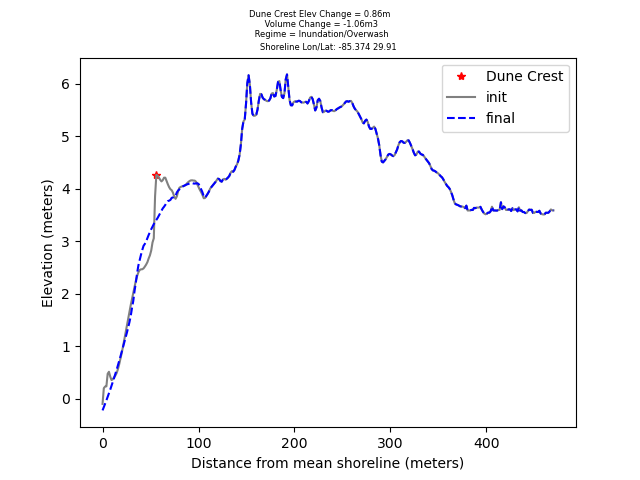 Dune Crest Elev Change = 0.86m
Volume Change = -1.06m3
Regime = Inundation/Overwash
Shoreline Lon/Lat: -85.374 29.91
Dune Crest
init
final
Elevation (meters)
6
5
4
3
2
1
0
0 100 200 300 400
Distance from mean shoreline (meters)